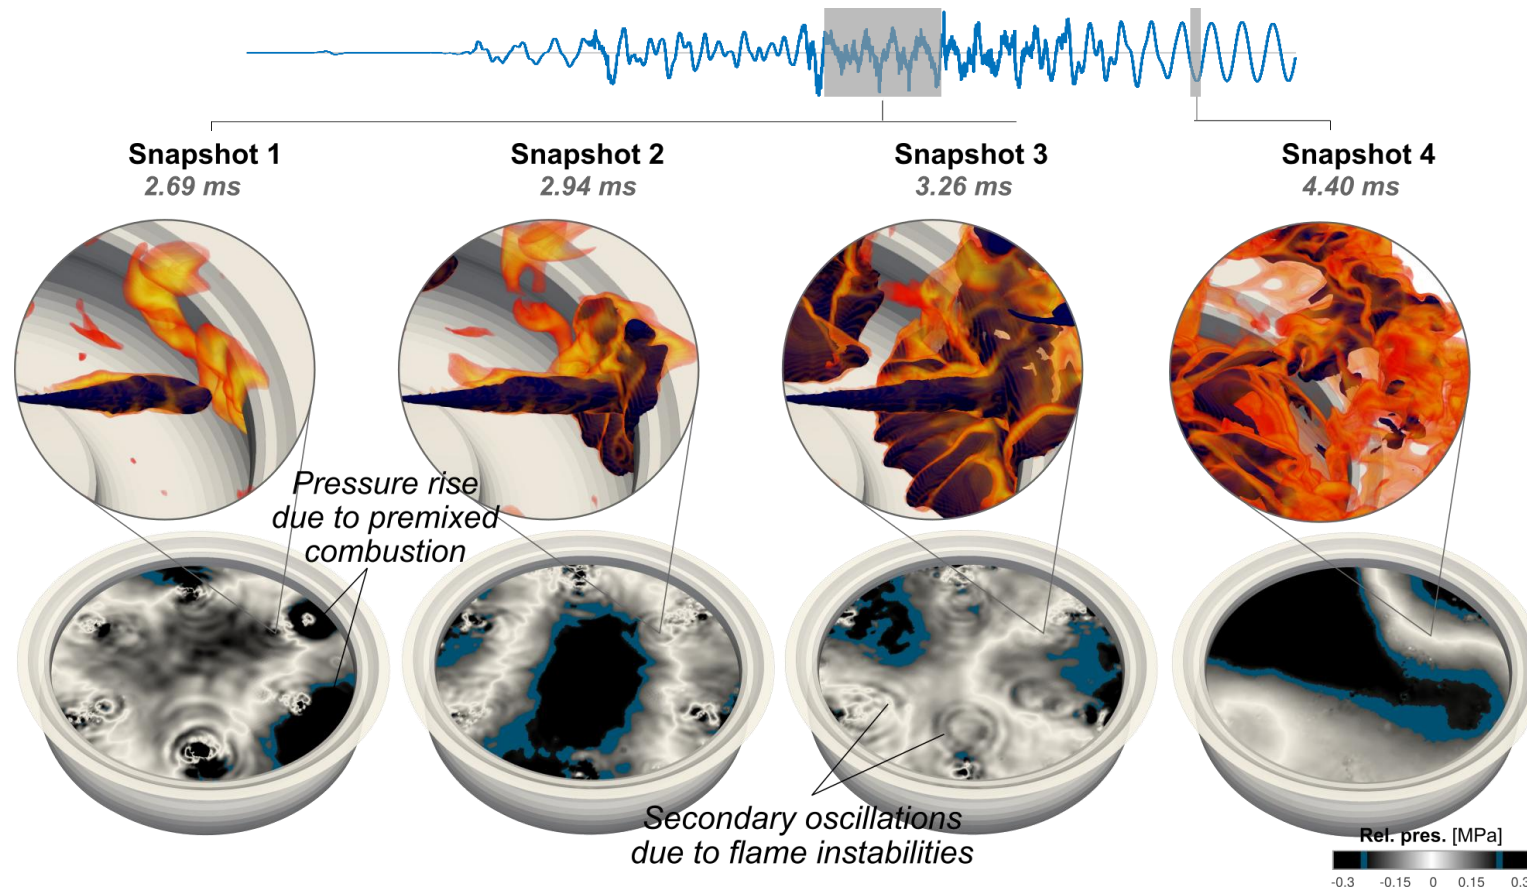 Snapshot 1
2.69 ms
Snapshot 2
2.94 ms
Snapshot 3
3.26 ms
Snapshot 4
4.40 ms
Pressure rise
due to premixed
combustion
Secondary oscillations
due to flame instabilities
Rel. pres. [MPa]
-0.3 -0.15 0 0.15 0.3